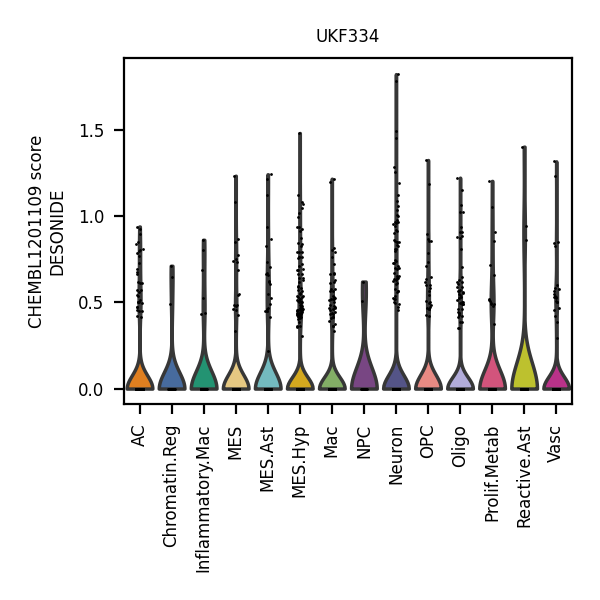 UKF334
CHEMBL1201109 score
DESONIDE
1.5
1.0
0.5
0.0
AC
Chromatin.Reg
Inflammatory.Mac
MES
MES.Ast
MES.Hyp
Mac
NPC
Neuron
OPC
Oligo
Prolif.Metab
Reactive.Ast
Vasc